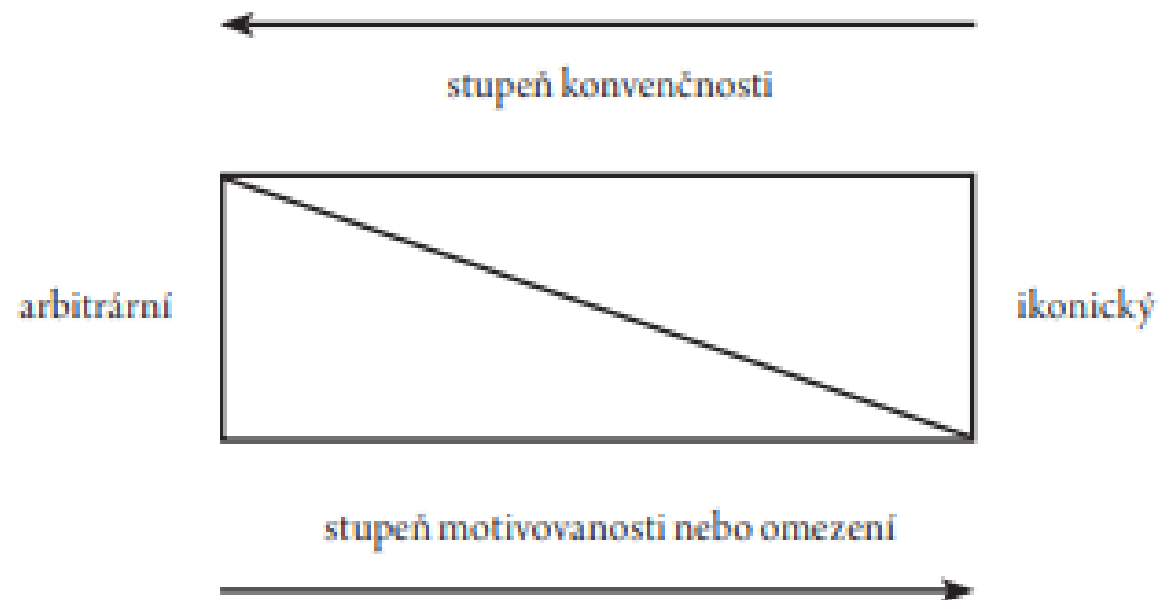 stupeň konvenčnosti
arbitrární
ikonický
stupeň motivovanosti nebo omezení